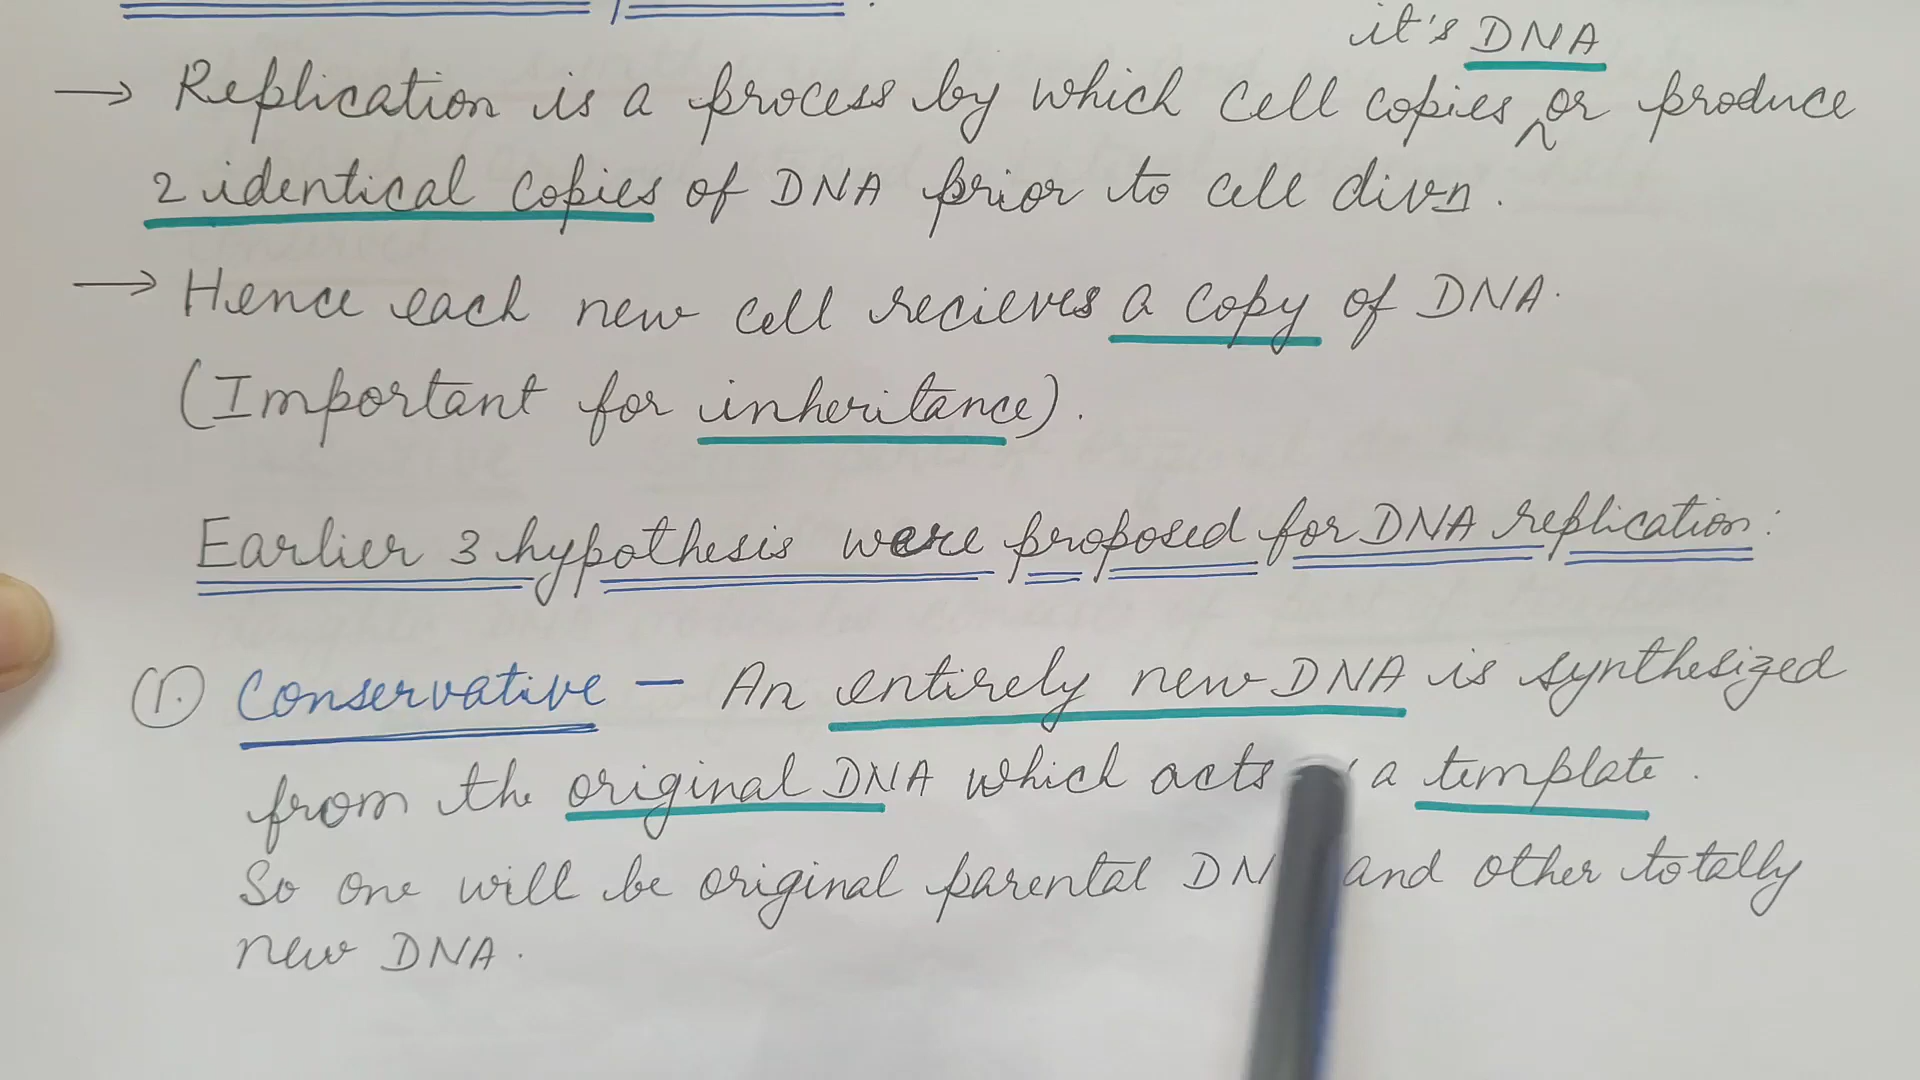 it's DNA
→ Replication is a process by which cell copies ^ or produce
2 identical copies of DNA prior to cell divn.
→ Hence each new cell recieves a copy of DNA.
(Important for inheritance).
Earlier 3 hypothesis were proposed for DNA replication:
1. Conservative - An entirely new DNA is synthesized
from the original DNA which acts a template.
So one will be original parental DN and other totally
new DNA.